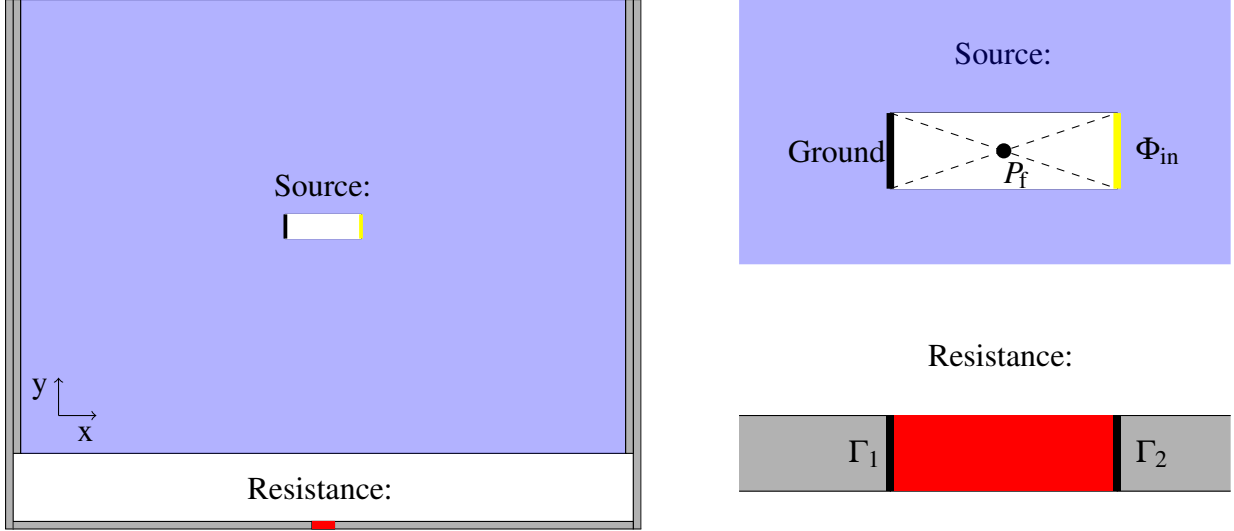 Source:
y
x
Resistance:
Source:
Ground
Φin
Pf
Resistance:
Γ1
Γ2